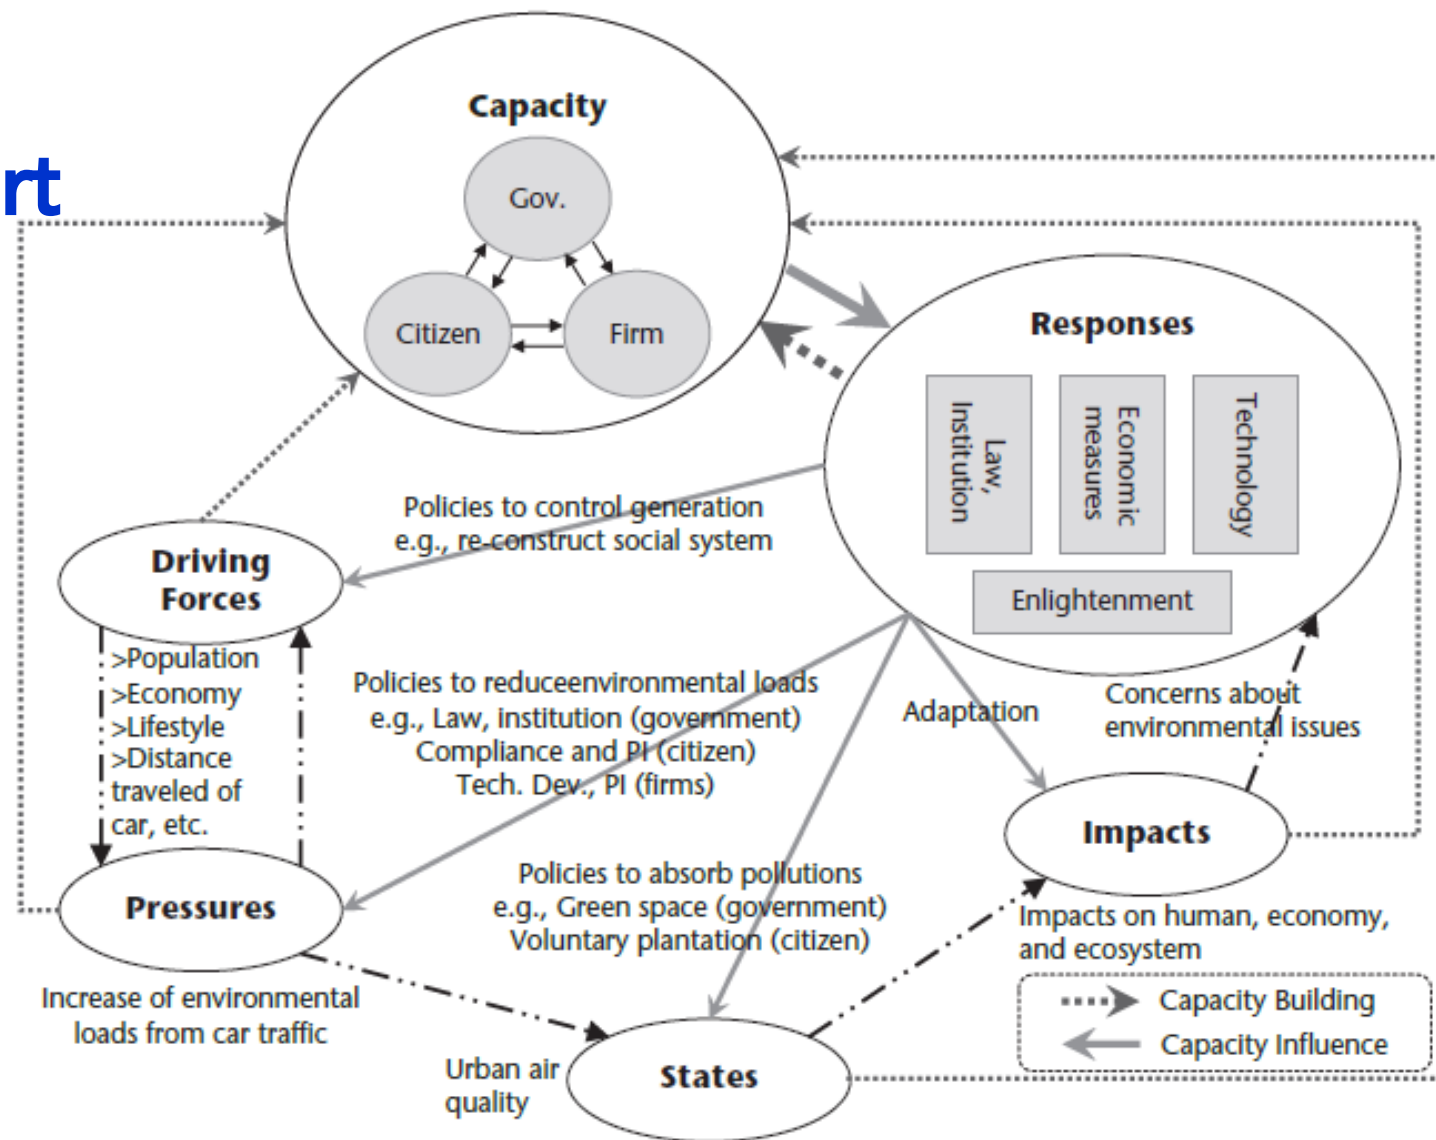 rt
Capacity
Gov.
Citizen
Firm
Responses
Law,
Institution
Economic
measures
Technology
Enlightenment
Policies to control generation
e.g., re-construct social system
Driving
Forces
>Population
>Economy
>Lifestyle
>Distance
traveled of
car, etc.
Policies to reduceenvironmental loads
e.g., Law, institution (government)
Compliance and PI (citizen)
Tech. Dev., PI (firms)
Adaptation
Concerns about
environmental issues
Impacts
Impacts on human, economy,
and ecosystem
Policies to absorb pollutions
e.g., Green space (government)
Voluntary plantation (citizen)
Pressures
Increase of environmental
loads from car traffic
Urban air
quality
States
Capacity Building
Capacity Influence